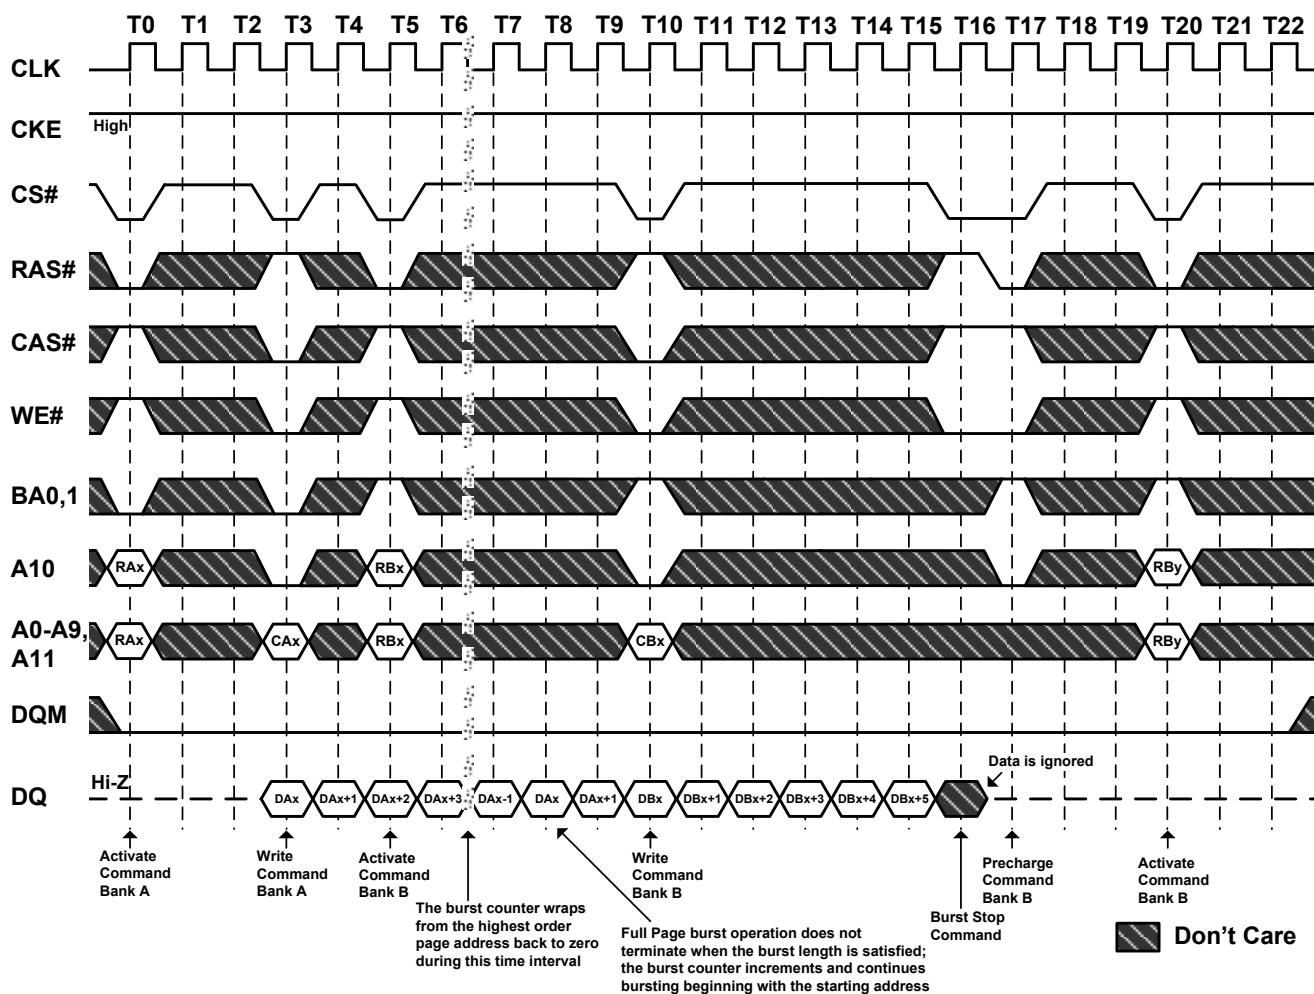 T0 T1 T2 T3 T4 T5 T6 T7 T8 T9 T10 T11 T12 T13 T14 T15 T16 T17 T18 T19 T20 T21 T22
CLK
CKE High
CS#
RAS#
CAS#
WE#
BA0,1
A10 RAx RBx RBy
A0-A9,
A11 RAx CAx RBx CBx RBy
DQM
Data is ignored
DQ Hi-Z DAx DAx+1 DAx+2 DAx+3 DAx-1 DAx DAx+1 DBx DBx+1 DBx+2 DBx+3 DBx+4 DBx+5
Activate
Command
Bank A
Write
Command
Bank A
Activate
Command
Bank B
The burst counter wraps
from the highest order
page address back to zero
during this time interval
Write
Command
Bank B
Full Page burst operation does not
terminate when the burst length is satisfied;
the burst counter increments and continues
bursting beginning with the starting address
Burst Stop
Command
Precharge
Command
Bank B
Activate
Command
Bank B
Don't Care